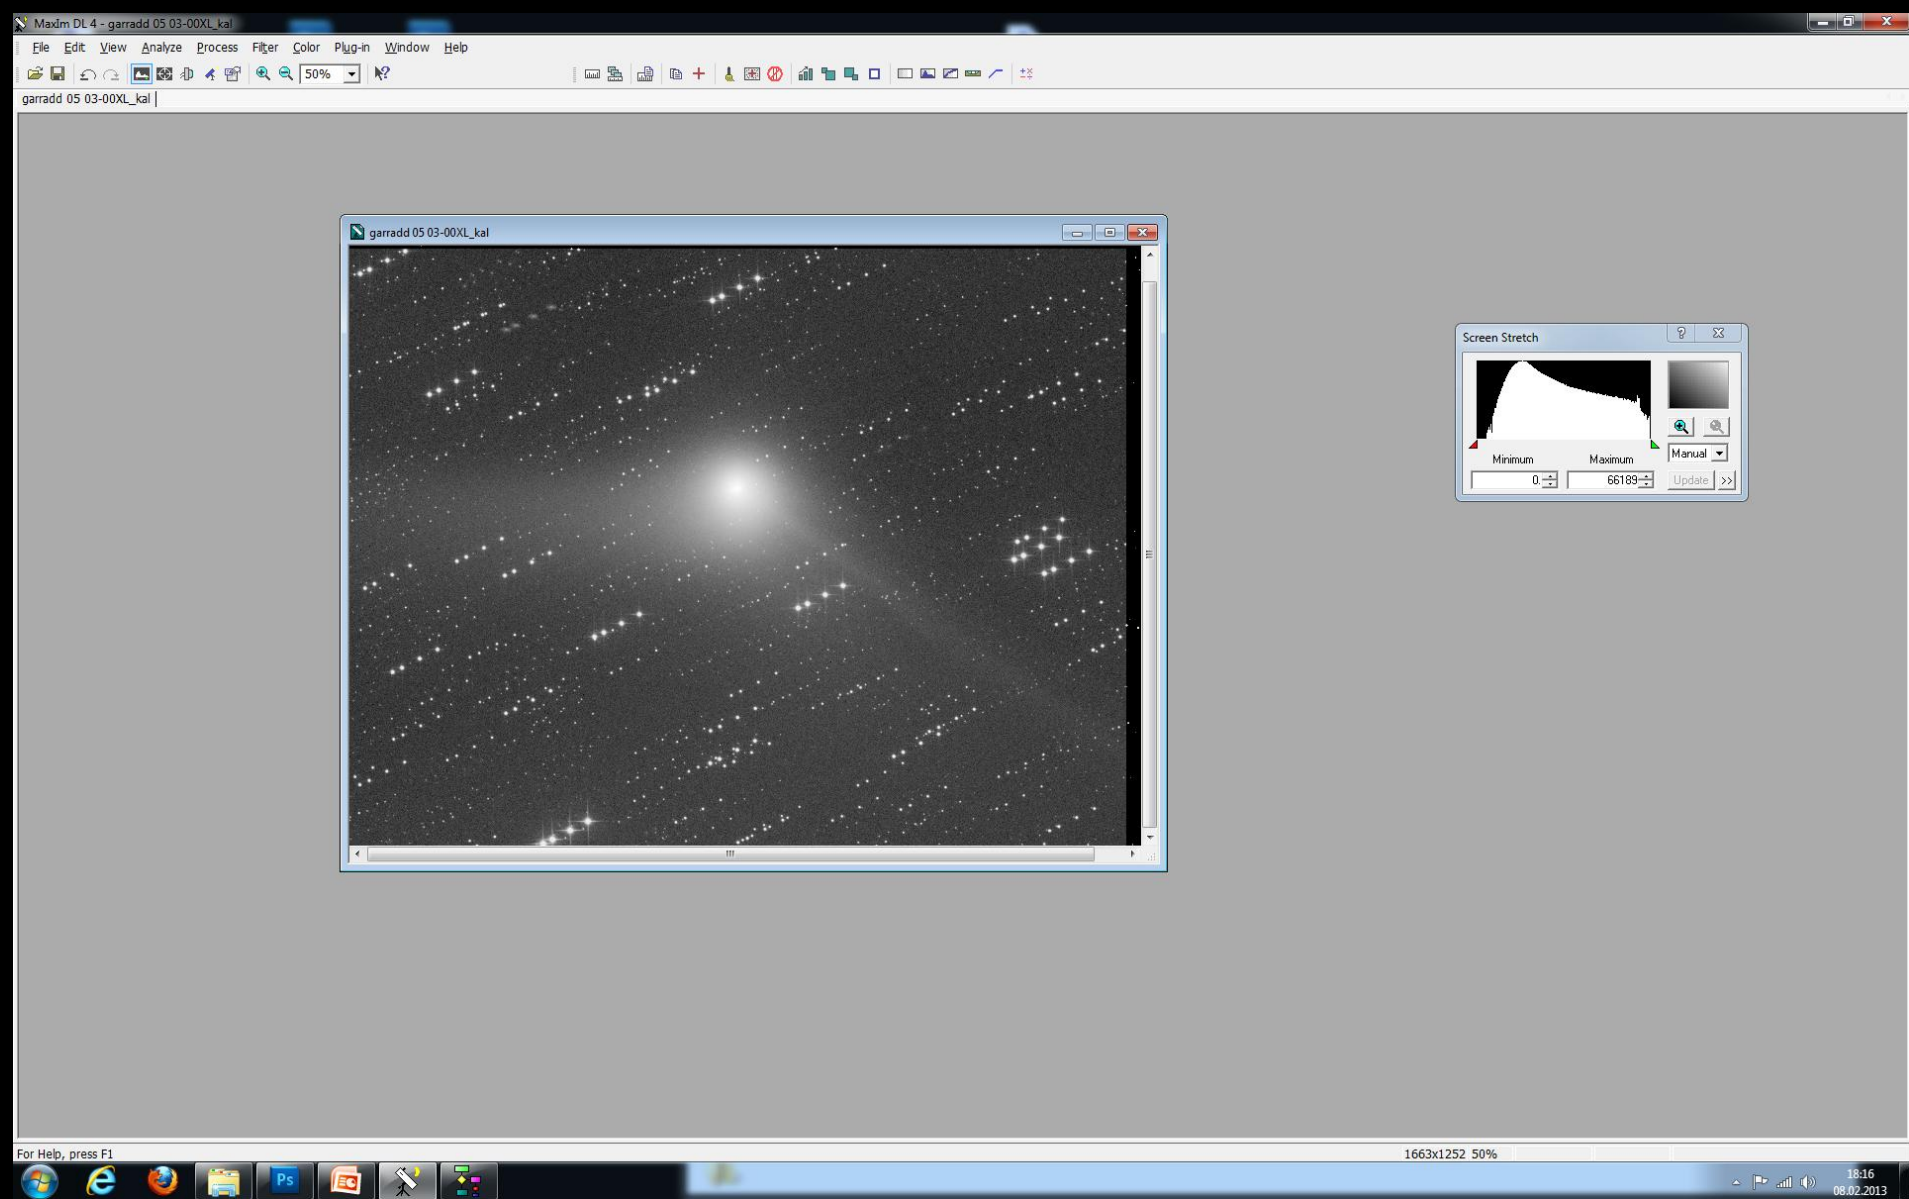 MaxIm DL 4 - garradd 05 03-00XL_kal
File Edit View Analyze Process Filter Color Plug-in Window Help
50%
garradd 05 03-00XL_kal
garradd 05 03-00XL_kal
Screen Stretch
Minimum Maximum
0. 66189
Manual
Update >>
For Help, press F1
1663x1252 50%
Ps
18:16
08.02.2013